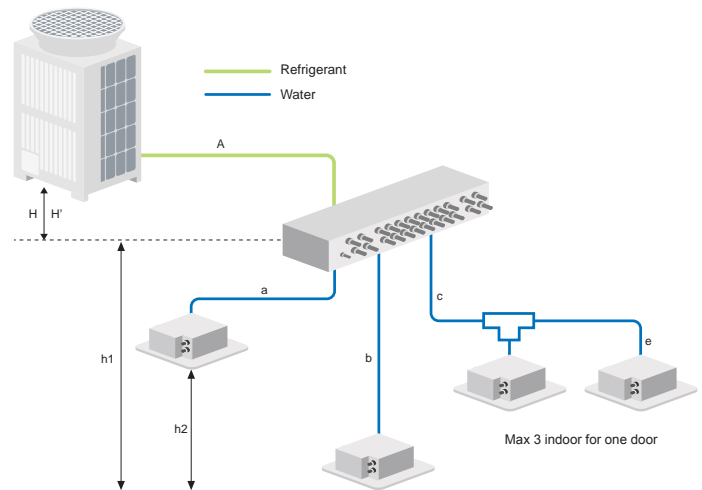 Refrigerant
Water
A
H H'
a
c
h1
b
e
h2
Max 3 indoor for one door